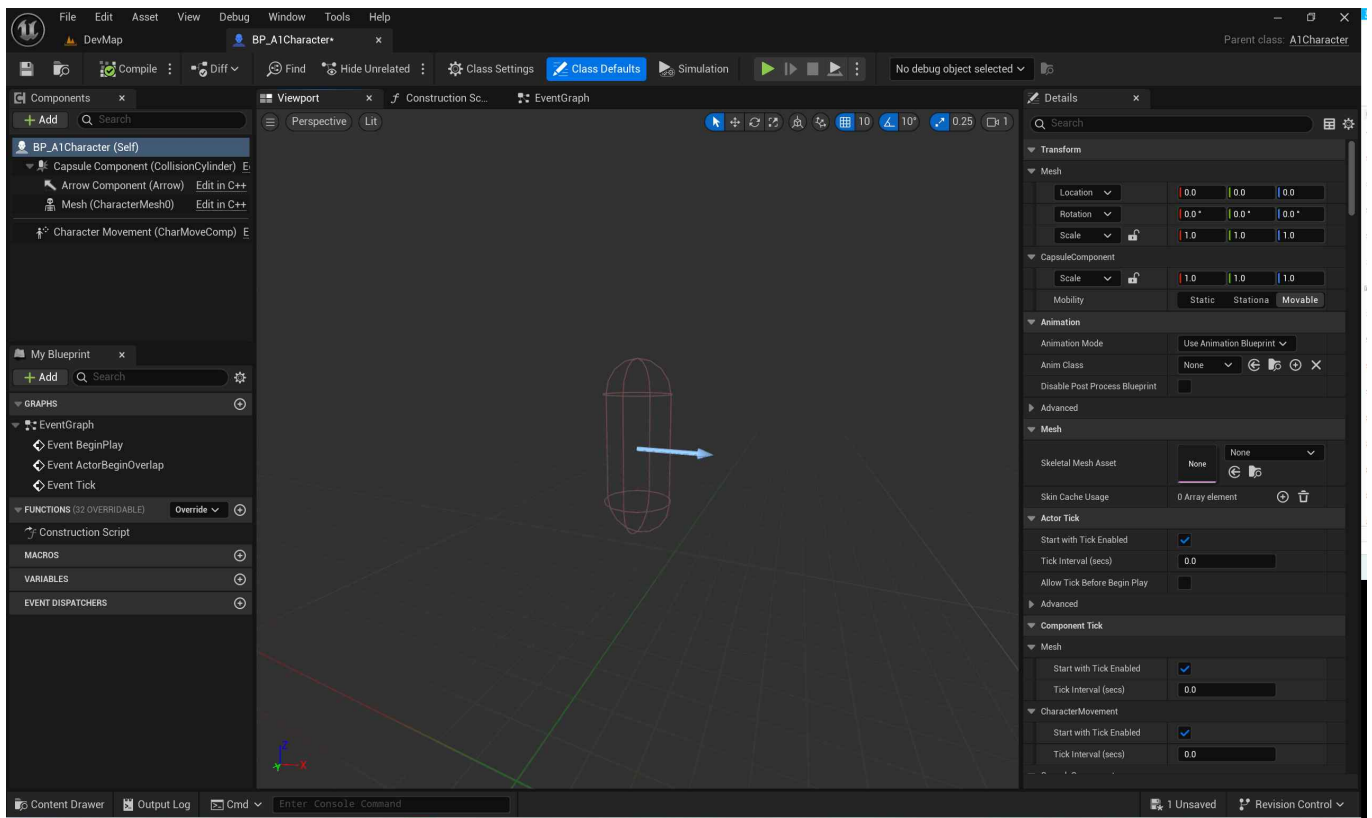 File Edit Asset View Debug Window Tools Help
DevMap
BP_A1Character•
Parent class: A1Character
Compile
Diff
Find
Hide Unrelated
Class Settings
Class Defaults
Simulation
No debug object selected
Components
Add
Search
BP_A1Character (Self)
Capsule Component (CollisionCylinder)
Arrow Component (Arrow) Edit in C++
Mesh (CharacterMesh0) Edit in C++
Character Movement (CharMoveComp)
My Blueprint
Add
Search
GRAPHS
EventGraph
Event BeginPlay
Event ActorBeginOverlap
Event Tick
FUNCTIONS (32 OVERRIDABLE) Override
Construction Script
MACROS
VARIABLES
EVENT DISPATCHERS
Viewport
Construction Sc...
EventGraph
Perspective Lit
10 10° 0.25 1
Z
Y X
Details
Search
Transform
Mesh
Location 0.0 0.0 0.0
Rotation 0.0° 0.0° 0.0°
Scale 1.0 1.0 1.0
CapsuleComponent
Scale 1.0 1.0 1.0
Mobility Static Stationa Movable
Animation
Animation Mode Use Animation Blueprint
Anim Class None
Disable Post Process Blueprint
Advanced
Mesh
Skeletal Mesh Asset None None
Skin Cache Usage 0 Array element
Actor Tick
Start with Tick Enabled
Tick Interval (secs) 0.0
Allow Tick Before Begin Play
Advanced
Component Tick
Mesh
Start with Tick Enabled
Tick Interval (secs) 0.0
CharacterMovement
Start with Tick Enabled
Tick Interval (secs) 0.0
Content Drawer
Output Log
Cmd
Enter Console Command
1 Unsaved
Revision Control